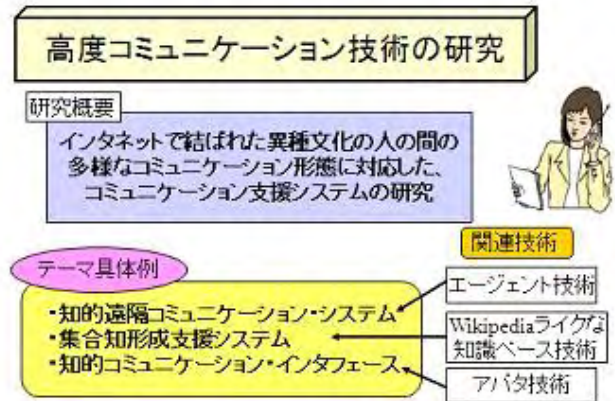 高度コミュニケーション技術の研究
研究概要
インタネットで結ばれた異種文化の人の間の
多様なコミュニケーション形態に対応した、
コミュニケーション支援システムの研究
関連技術
テーマ具体例
・知的遠隔コミュニケーション・システム
・集合知形成支援システム
・知的コミュニケーション・インタフェース
エージェント技術
Wikipediaライクな
知識ベース技術
アバタ技術